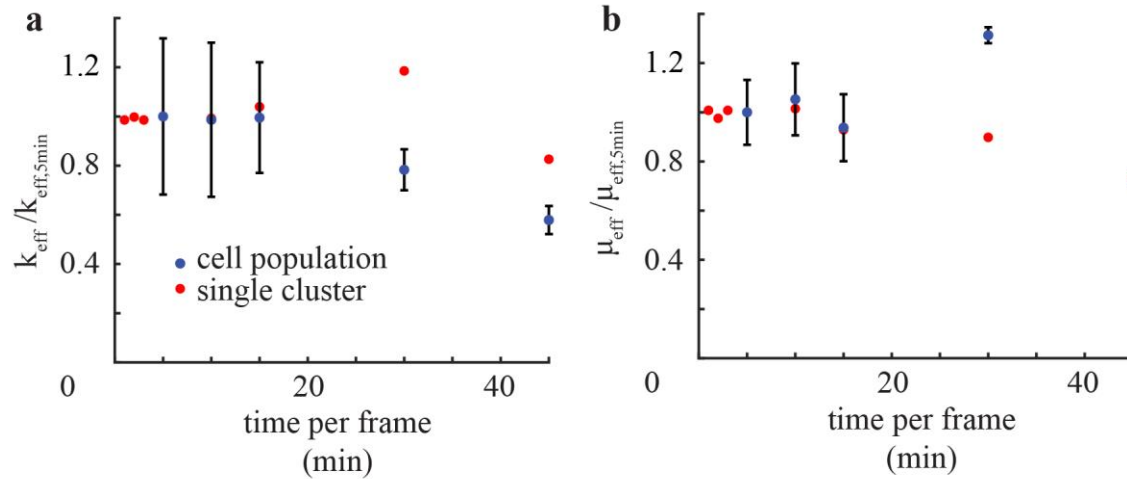 a
k_eff /k_eff,5min
1.2
0.8
0.4
0
20
40
cell population
single cluster
time per frame
(min)
b
μ_eff /μ_eff,5min
1.2
0.8
0.4
0
20
40
time per frame
(min)